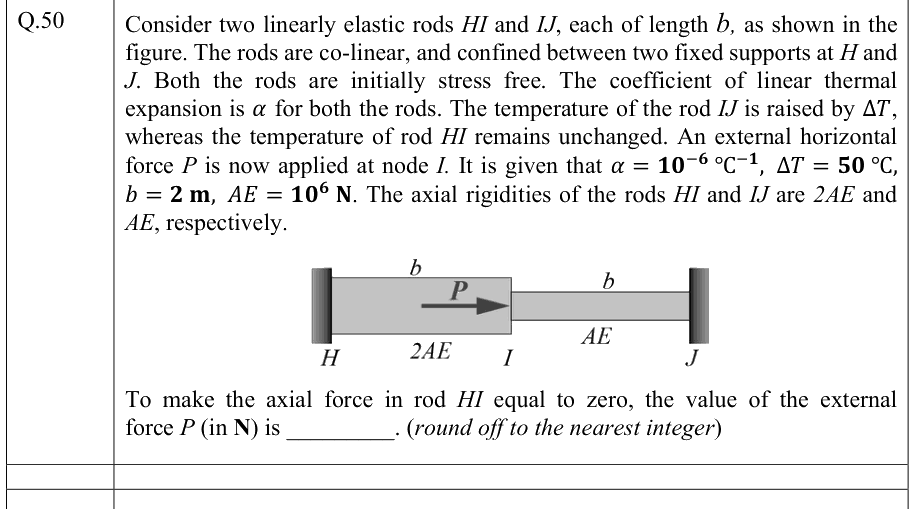 Q.50
Consider two linearly elastic rods HI and IJ, each of length b, as shown in the
figure. The rods are co-linear, and confined between two fixed supports at H and
J. Both the rods are initially stress free. The coefficient of linear thermal
expansion is α for both the rods. The temperature of the rod IJ is raised by ΔT,
whereas the temperature of rod HI remains unchanged. An external horizontal
force P is now applied at node I. It is given that α = 10⁻⁶ °C⁻¹, ΔT = 50 °C,
b = 2 m, AE = 10⁶ N. The axial rigidities of the rods HI and IJ are 2AE and
AE, respectively.
b
b
P
AE
2AE
H
I
J
To make the axial force in rod HI equal to zero, the value of the external
force P (in N) is __________. (round off to the nearest integer)